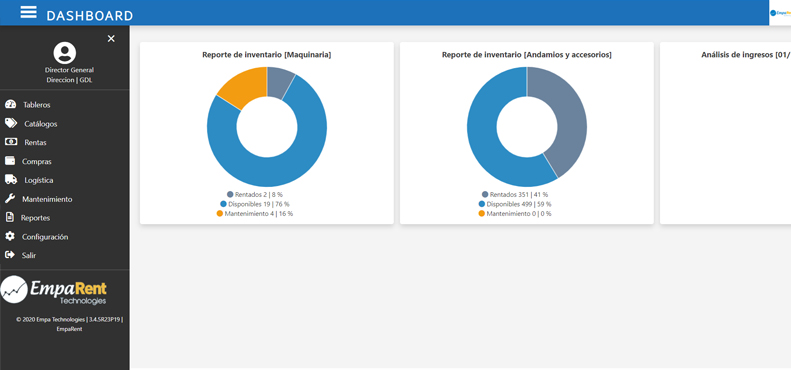 DASHBOARD
EmpaRent
Director General
Direccion | GDL
Tableros
Catálogos
Rentas
Compras
Logística
Mantenimiento
Reportes
Configuración
Salir
EmpaRent
Technologies
© 2020 Empa Technologies | 3.4.5R23P19 |
EmpaRent
Reporte de inventario [Maquinaria]
Rentados 2 | 8 %
Disponibles 19 | 76 %
Mantenimiento 4 | 16 %
Reporte de inventario [Andamios y accesorios]
Rentados 351 | 41 %
Disponibles 499 | 59 %
Mantenimiento 0 | 0 %
Análisis de ingresos [01/